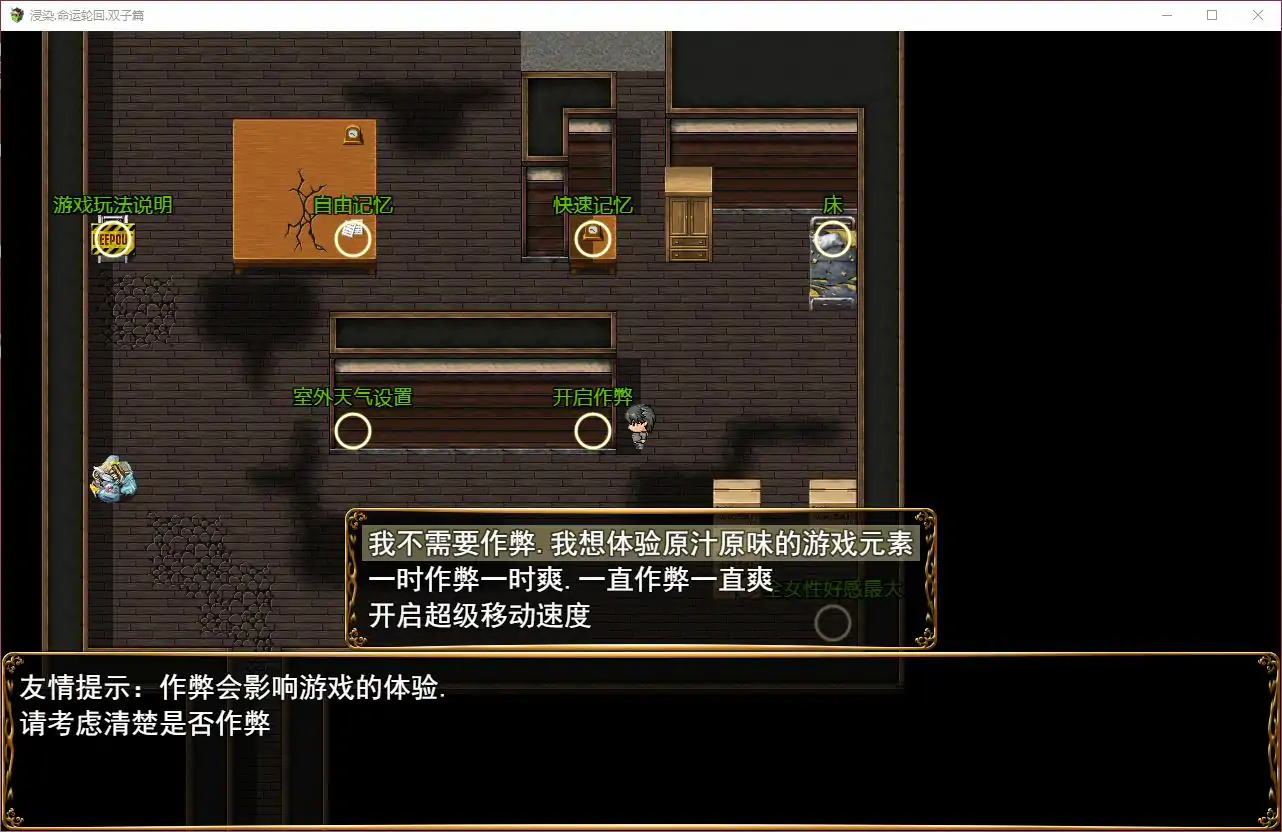 浸染.命运轮回.双子篇
游戏玩法说明
自由记忆
快速记忆
床
EEPOU
室外天气设置
开启作弊
我不需要作弊.我想体验原汁原味的游戏元素
一时作弊一时爽.一直作弊一直爽
开启超级移动速度
全女性好感最大
友情提示：作弊会影响游戏的体验.
请考虑清楚是否作弊